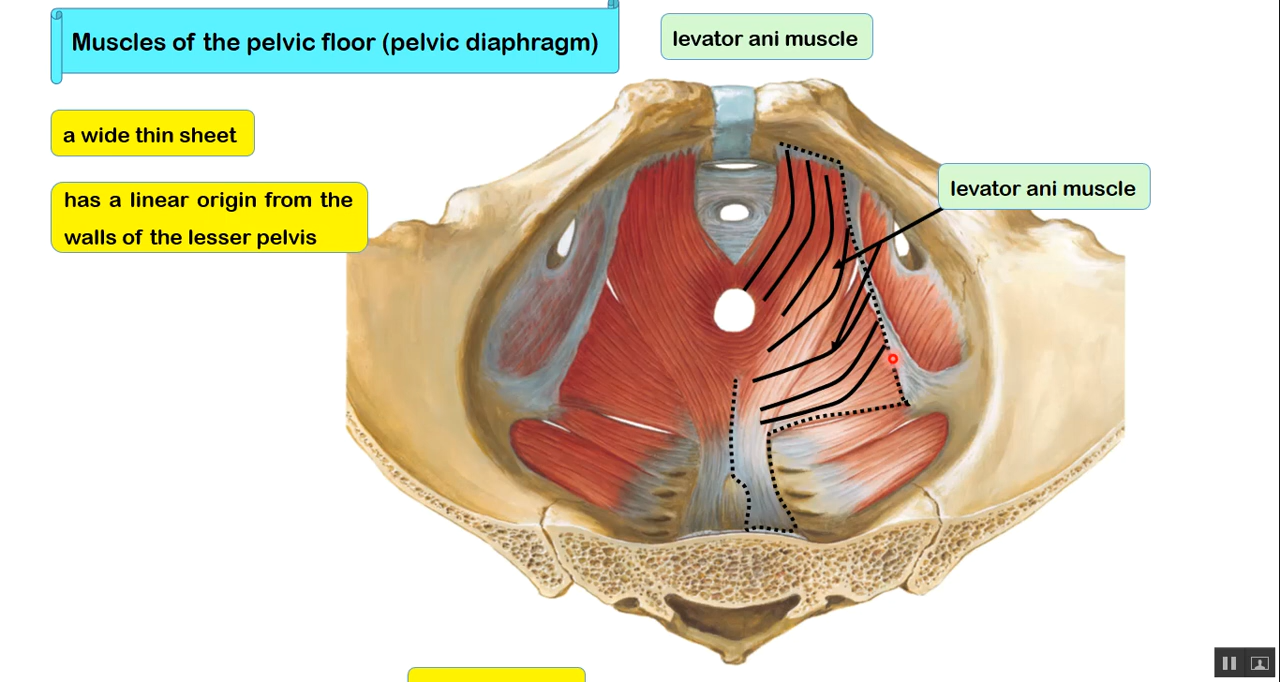 Muscles of the pelvic floor (pelvic diaphragm)
levator ani muscle
a wide thin sheet
has a linear origin from the
walls of the lesser pelvis
levator ani muscle